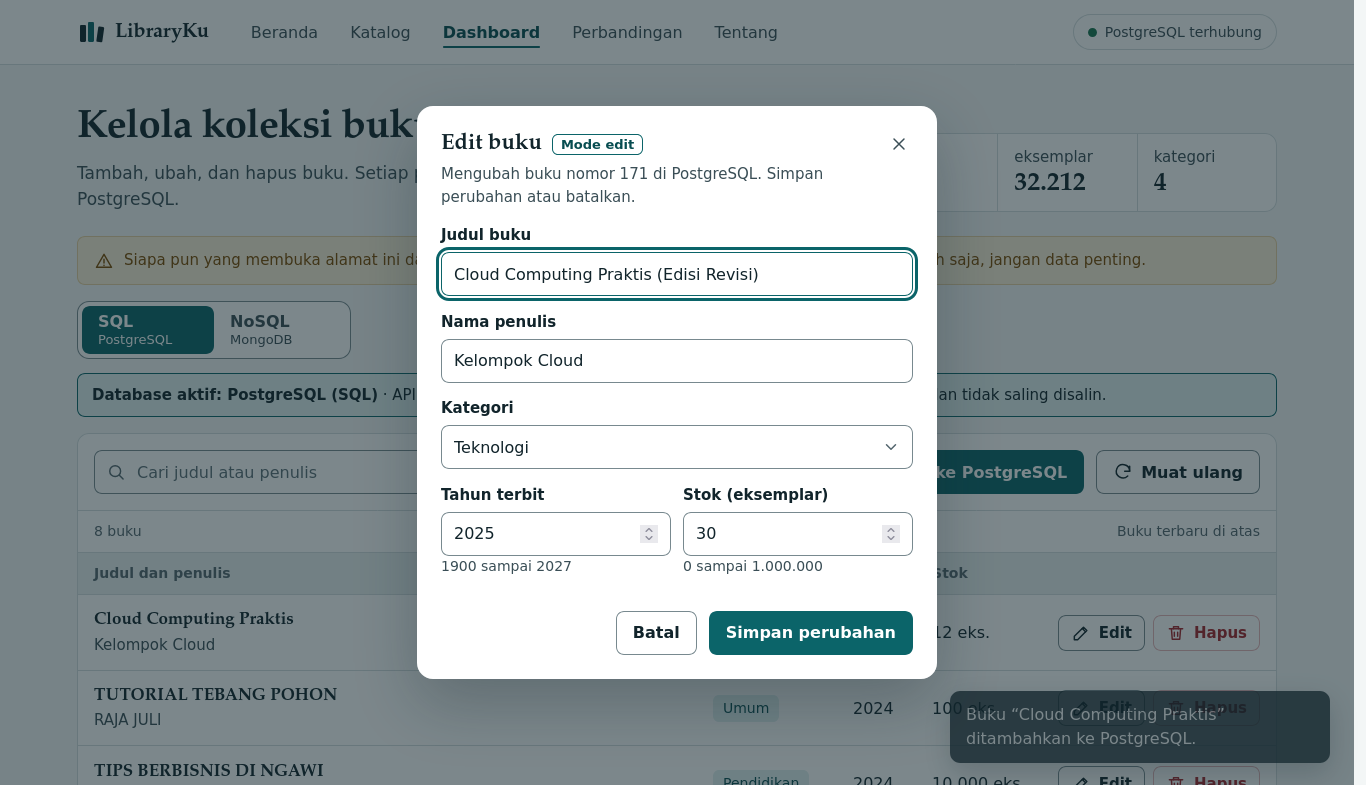 LibraryKu
Beranda
Katalog
Dashboard
Perbandingan
Tentang
PostgreSQL terhubung
Kelola koleksi buk
Tambah, ubah, dan hapus buku. Setiap
PostgreSQL.
eksemplar
32.212
kategori
4
Siapa pun yang membuka alamat ini
saja, jangan data penting.
SQL
PostgreSQL
NoSQL
MongoDB
Database aktif: PostgreSQL (SQL) · API
tidak saling disalin.
Cari judul atau penulis
ke PostgreSQL
Muat ulang
8 buku
Buku terbaru di atas
Judul dan penulis
Stok
Cloud Computing Praktis
Kelompok Cloud
12 eks.
Edit
Hapus
TUTORIAL TEBANG POHON
RAJA JULI
Umum
2024
100 eks.
Edit
Hapus
TIPS BERBISNIS DI NGAWI
Pendidikan
2024
10.000 eks.
Edit
Hapus
Edit buku
Mode edit
Mengubah buku nomor 171 di PostgreSQL. Simpan
perubahan atau batalkan.
Judul buku
Cloud Computing Praktis (Edisi Revisi)
Nama penulis
Kelompok Cloud
Kategori
Teknologi
Tahun terbit
Stok (eksemplar)
2025
30
1900 sampai 2027
0 sampai 1.000.000
Batal
Simpan perubahan
Buku “Cloud Computing Praktis”
ditambahkan ke PostgreSQL.